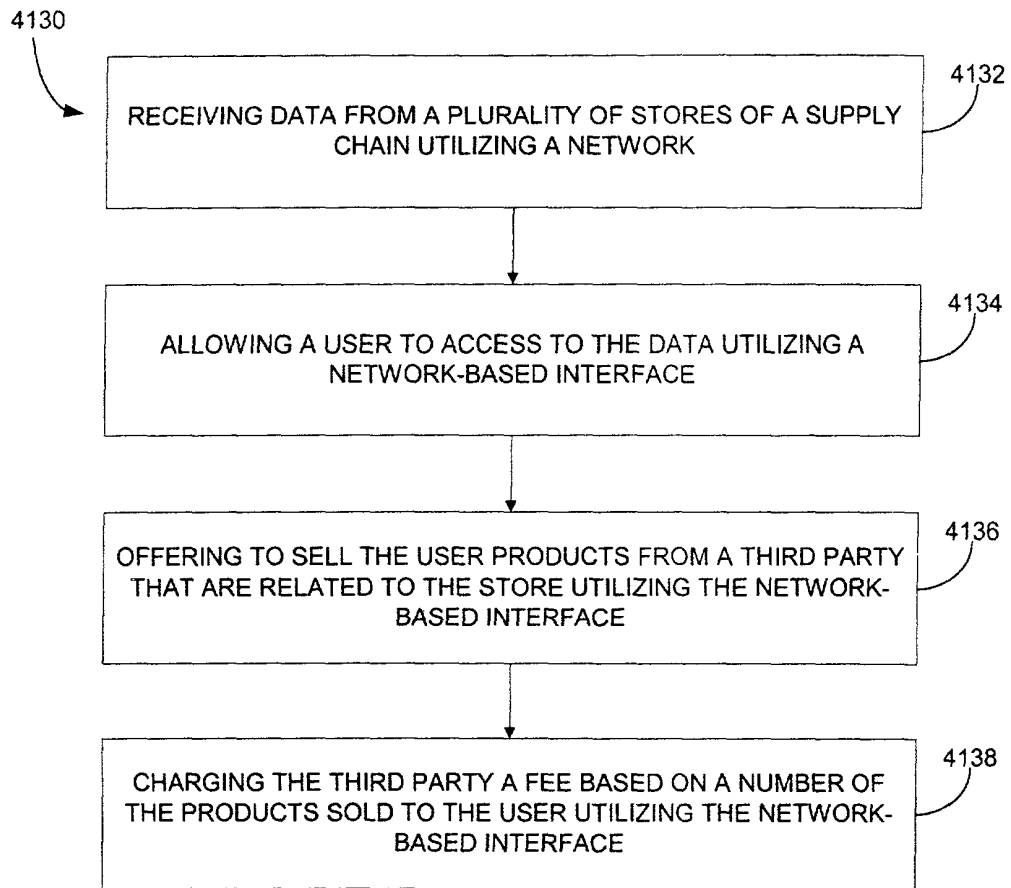 4130
4132
RECEIVING DATA FROM A PLURALITY OF STORES OF A SUPPLY
CHAIN UTILIZING A NETWORK
4134
ALLOWING A USER TO ACCESS TO THE DATA UTILIZING A
NETWORK-BASED INTERFACE
4136
OFFERING TO SELL THE USER PRODUCTS FROM A THIRD PARTY
THAT ARE RELATED TO THE STORE UTILIZING THE NETWORK-
BASED INTERFACE
4138
CHARGING THE THIRD PARTY A FEE BASED ON A NUMBER OF
THE PRODUCTS SOLD TO THE USER UTILIZING THE NETWORK-
BASED INTERFACE